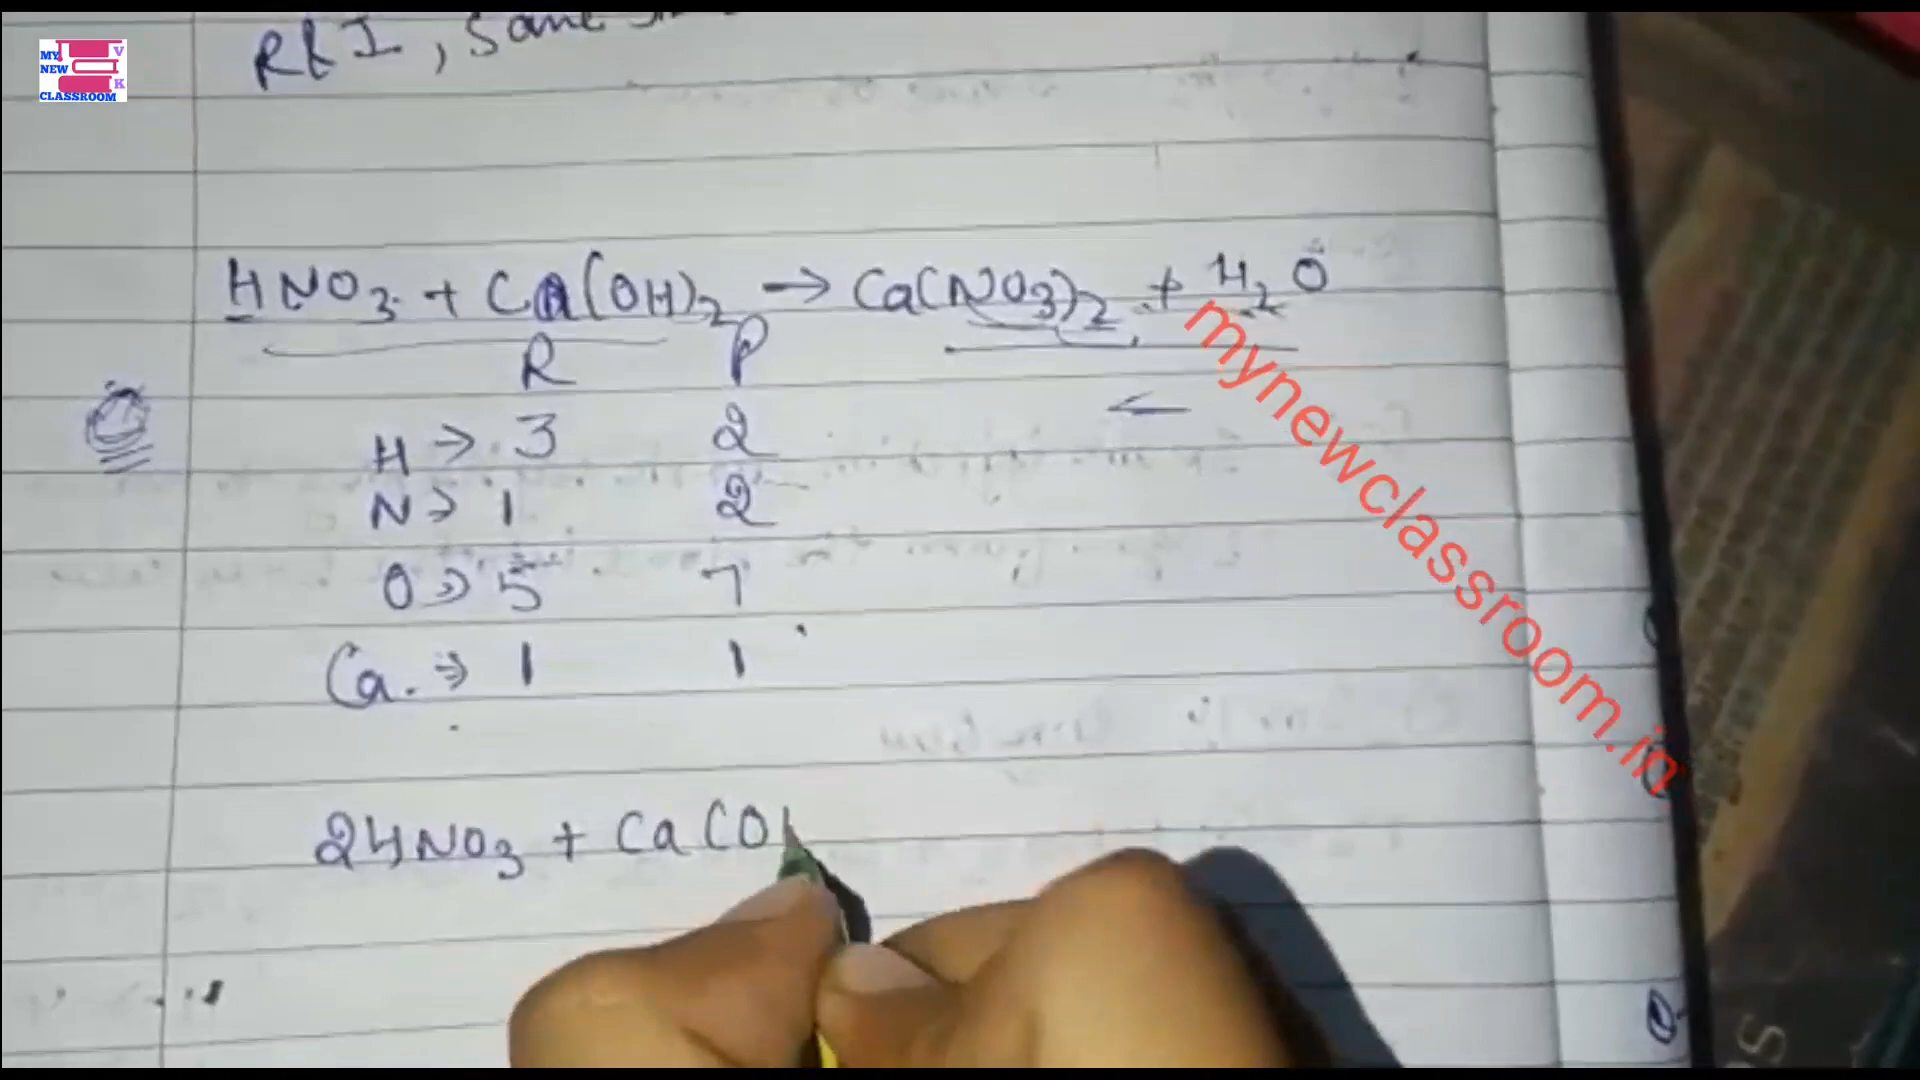 R & I, Same
MY NEW CLASSROOM
V K
HNO3 + Ca(OH)2 → Ca(NO3)2 + H2O
R P
H → 3 2
N → 1 2
O → 5 7
Ca → 1 1
2HNO3 + Ca(OH
mynewclassroom.in